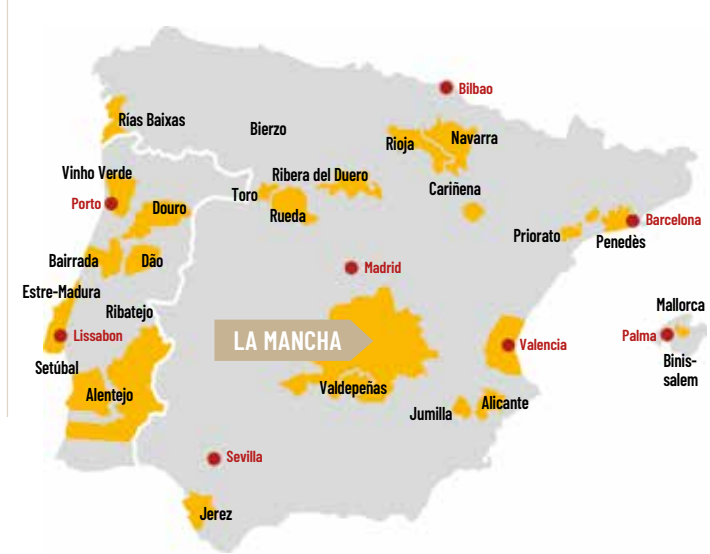 Bilbao
Rías Baixas
Bierzo
Rioja
Navarra
Vinho Verde
Ribera del Duero
Toro
Cariñena
Porto
Douro
Rueda
Barcelona
Priorato
Penedès
Bairrada
Dão
Madrid
Estre-Madura
Ribatejo
Mallorca
Lissabon
LA MANCHA
Valencia
Palma
Setúbal
Binis-
salem
Alentejo
Valdepeñas
Jumilla
Alicante
Sevilla
Jerez